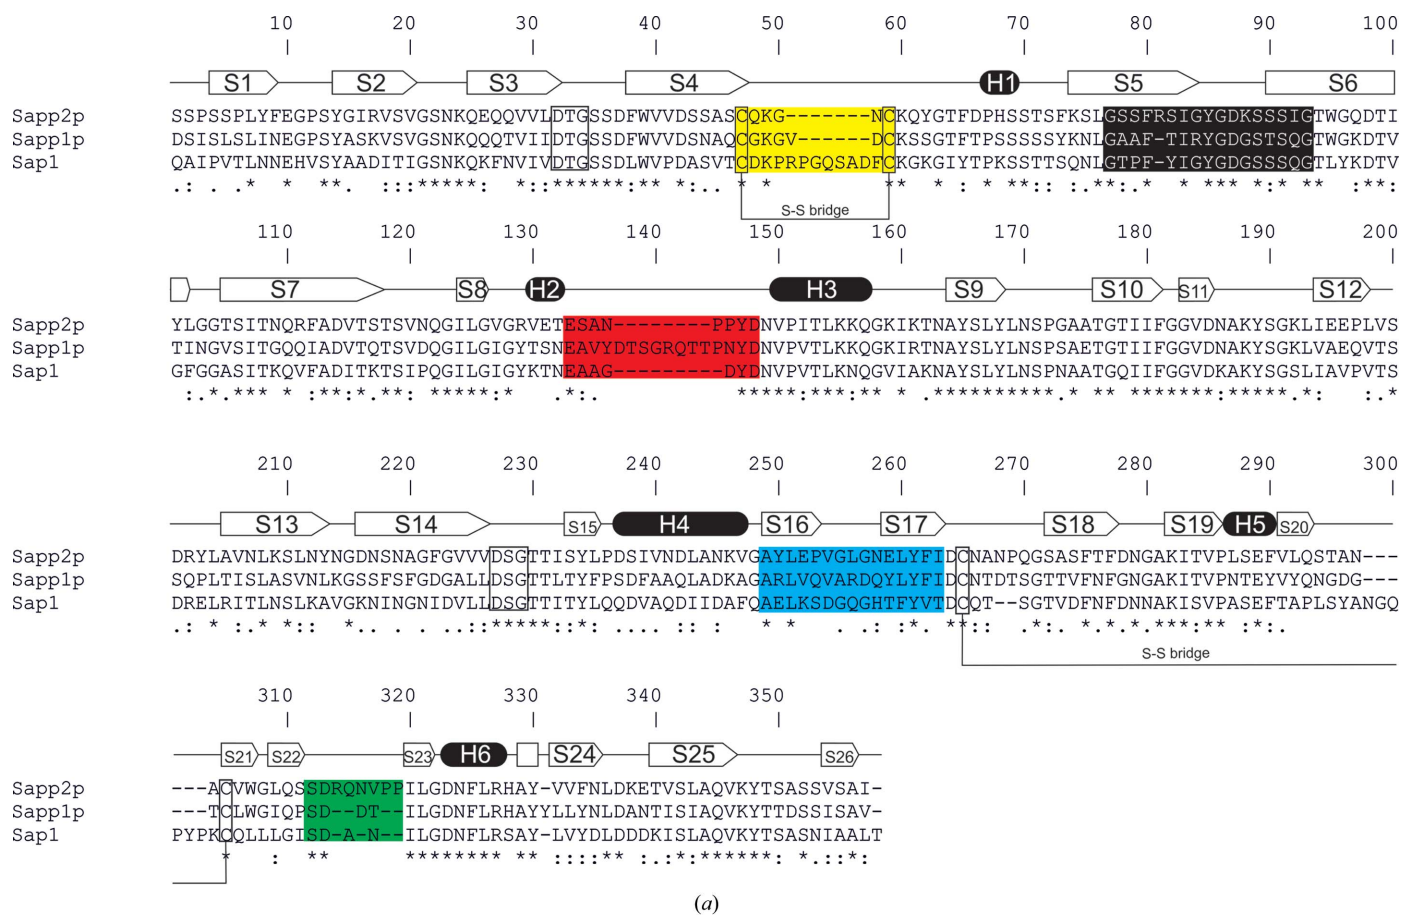 10 20 30 40 50 60 70 80 90 100
S1 S2 S3 S4 H1 S5 S6
Sapp2p SSPSSPLYFEGPSYGIRVSVGSNKQEQQVVLDTGSSDFWVVDSSASCQKG-------NCKQYGTFDPHSSTSFKSLGSSFRSIGYGDKSSSIGTWGQDTI
Sapp1p DSISLSLINEGPSYASKVSVGSNKQQQTVIIDTGSSDFWVVDSNAQCGKGV------DCKSSGTFTPSSSSSYKNLGAAF-TIRYGDGSTSQGTWGKDTV
Sap1 QAIPVTLNNEHVSYAADITIGSNKQKFNVIVDTGSSDLWVPDASVTCDKPRPGQSADFCKGKGIYTPKSSTTSQNLGTPF-YIGYGDGSSSQGTLYKDTV
S-S bridge
110 120 130 140 150 160 170 180 190 200
S7 S8 H2 H3 S9 S10 S11 S12
Sapp2p YLGGTSITNQRFADVTSTSVNQGILGVGRVETESAN--------PPYDNVPITLKKQGKIKTNAYSLYLNSPGAATGTIIFGGVDNAKYSGKLIEEPLVS
Sapp1p TINGVSITGQQIADVTQTSVDQGILGIGYTSNEAVYDTSGRQTTPNYDNVPVTLKKQGKIRTNAYSLYLNSPSAETGTIIFGGVDNAKYSGKLVAEQVTS
Sap1 GFGGASITKQVFADITKTSIPQGILGIGYKTNEAAG---------DYDNVPVTLKNQGVIAKNAYSLYLNSPNAATGQIIFGGVDKAKYSGSLIAVPVTS
210 220 230 240 250 260 270 280 290 300
S13 S14 S15 H4 S16 S17 S18 S19 H5 S20
Sapp2p DRYLAVNLKSLNYNGDNSNAGFGVVVDSGTTISYLPDSIVNDLANKVGAYLEPVGLGNELYFIDCNANPQGSASFTFDNGAKITVPLSEFVLQSTAN---
Sapp1p SQPLTISLASVNLKGSSFSFGDGALLDSGTTLTYFPSDFAAQLADKAGARLVQVARDQYLYFIDCNTDTSGTTVFNFGNGAKITVPNTEYVYQNGDG---
Sap1 DRELRITLNSLKAVGKNINGNIDVLLDSGTTITYLQQDVAQDIIDAFQAELKSDGQGHTFYVTDCQT--SGTVDFNFDNNAKISVPASEFTAPLSYANGQ
S-S bridge
310 320 330 340 350
S21 S22 S23 H6 S24 S25 S26
Sapp2p ---ACVWGLQSSDRQNVPPILGDNFLRHAY-VVFNLDKETVSLAQVKYTSASSVSAI-
Sapp1p ---TCLWGIQPSD--DT--ILGDNFLRHAYLLYNLDANTISIAQVKYTTDSSISAV-
Sap1 PYPKCQLLLGISD-A-N--ILGDNFLRSAY-LVYDLDDDKISLAQVKYTSASNIAALT
(a)